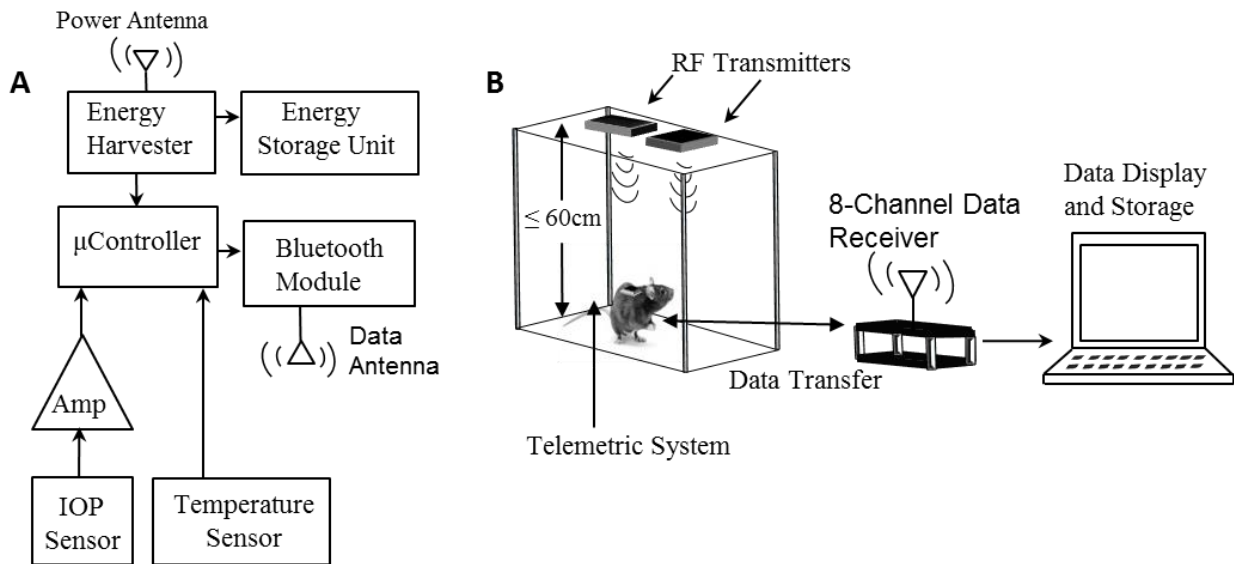 A
Power Antenna
Energy
Harvester
Energy
Storage Unit
μController
Bluetooth
Module
Data
Antenna
Amp
IOP
Sensor
Temperature
Sensor
B
RF Transmitters
≤ 60cm
8-Channel Data
Receiver
Data Display
and Storage
Data Transfer
Telemetric System